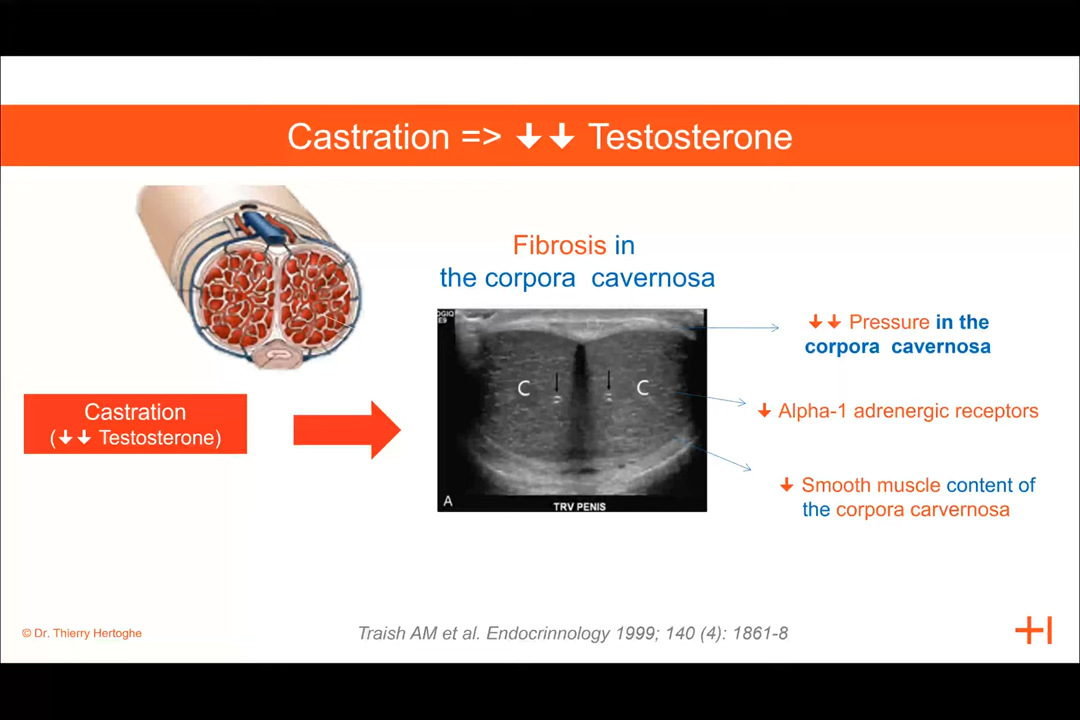 Castration => ↓↓ Testosterone
Fibrosis in
the corpora cavernosa
Castration
(↓↓ Testosterone)
C
C
A
TRV PENIS
↓↓ Pressure in the
corpora cavernosa
↓ Alpha-1 adrenergic receptors
↓ Smooth muscle content of
the corpora carvernosa
© Dr. Thierry Hertoghe
Traish AM et al. Endocrinnology 1999; 140 (4): 1861-8